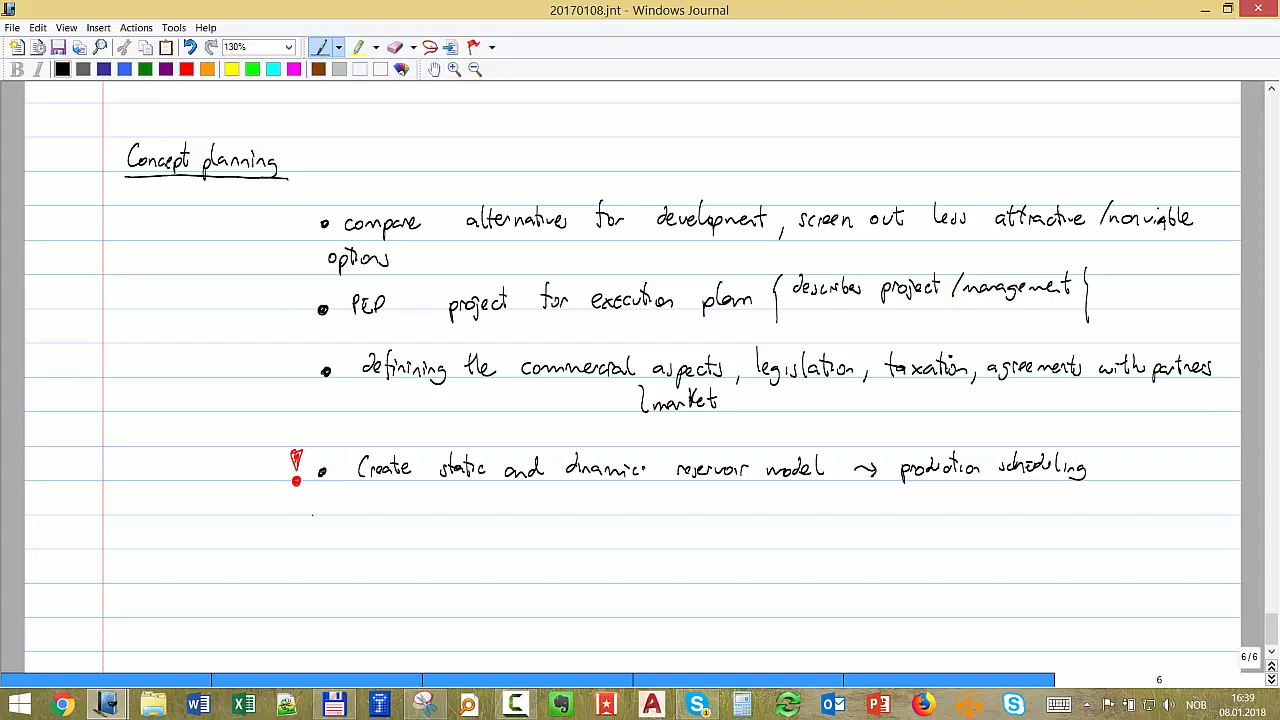 20170108.jnt - Windows Journal
File Edit View Insert Actions Tools Help
130%
B I
Concept planning
• compare alternatives for development, screen out less attractive /nonviable
options
• PEP project for execution plan { describes project /management }
• defining the commercial aspects, legislation, taxation, agreements with partners
market
! • Create static and dinamic reservoir model → production scheduling
6/6
6
NOB
16:39
08.01.2018